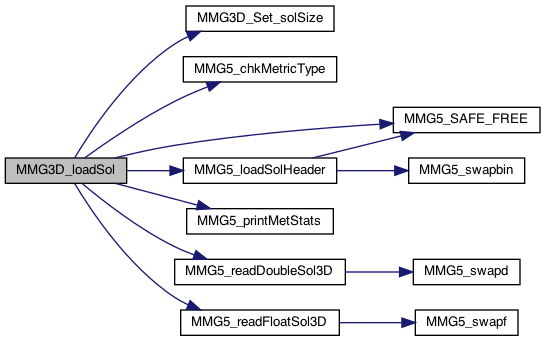 MMG3D_Set_solSize
MMG5_chkMetricType
MMG5_SAFE_FREE
MMG3D_loadSol
MMG5_loadSolHeader
MMG5_swapbin
MMG5_printMetStats
MMG5_readDoubleSol3D
MMG5_swapd
MMG5_readFloatSol3D
MMG5_swapf